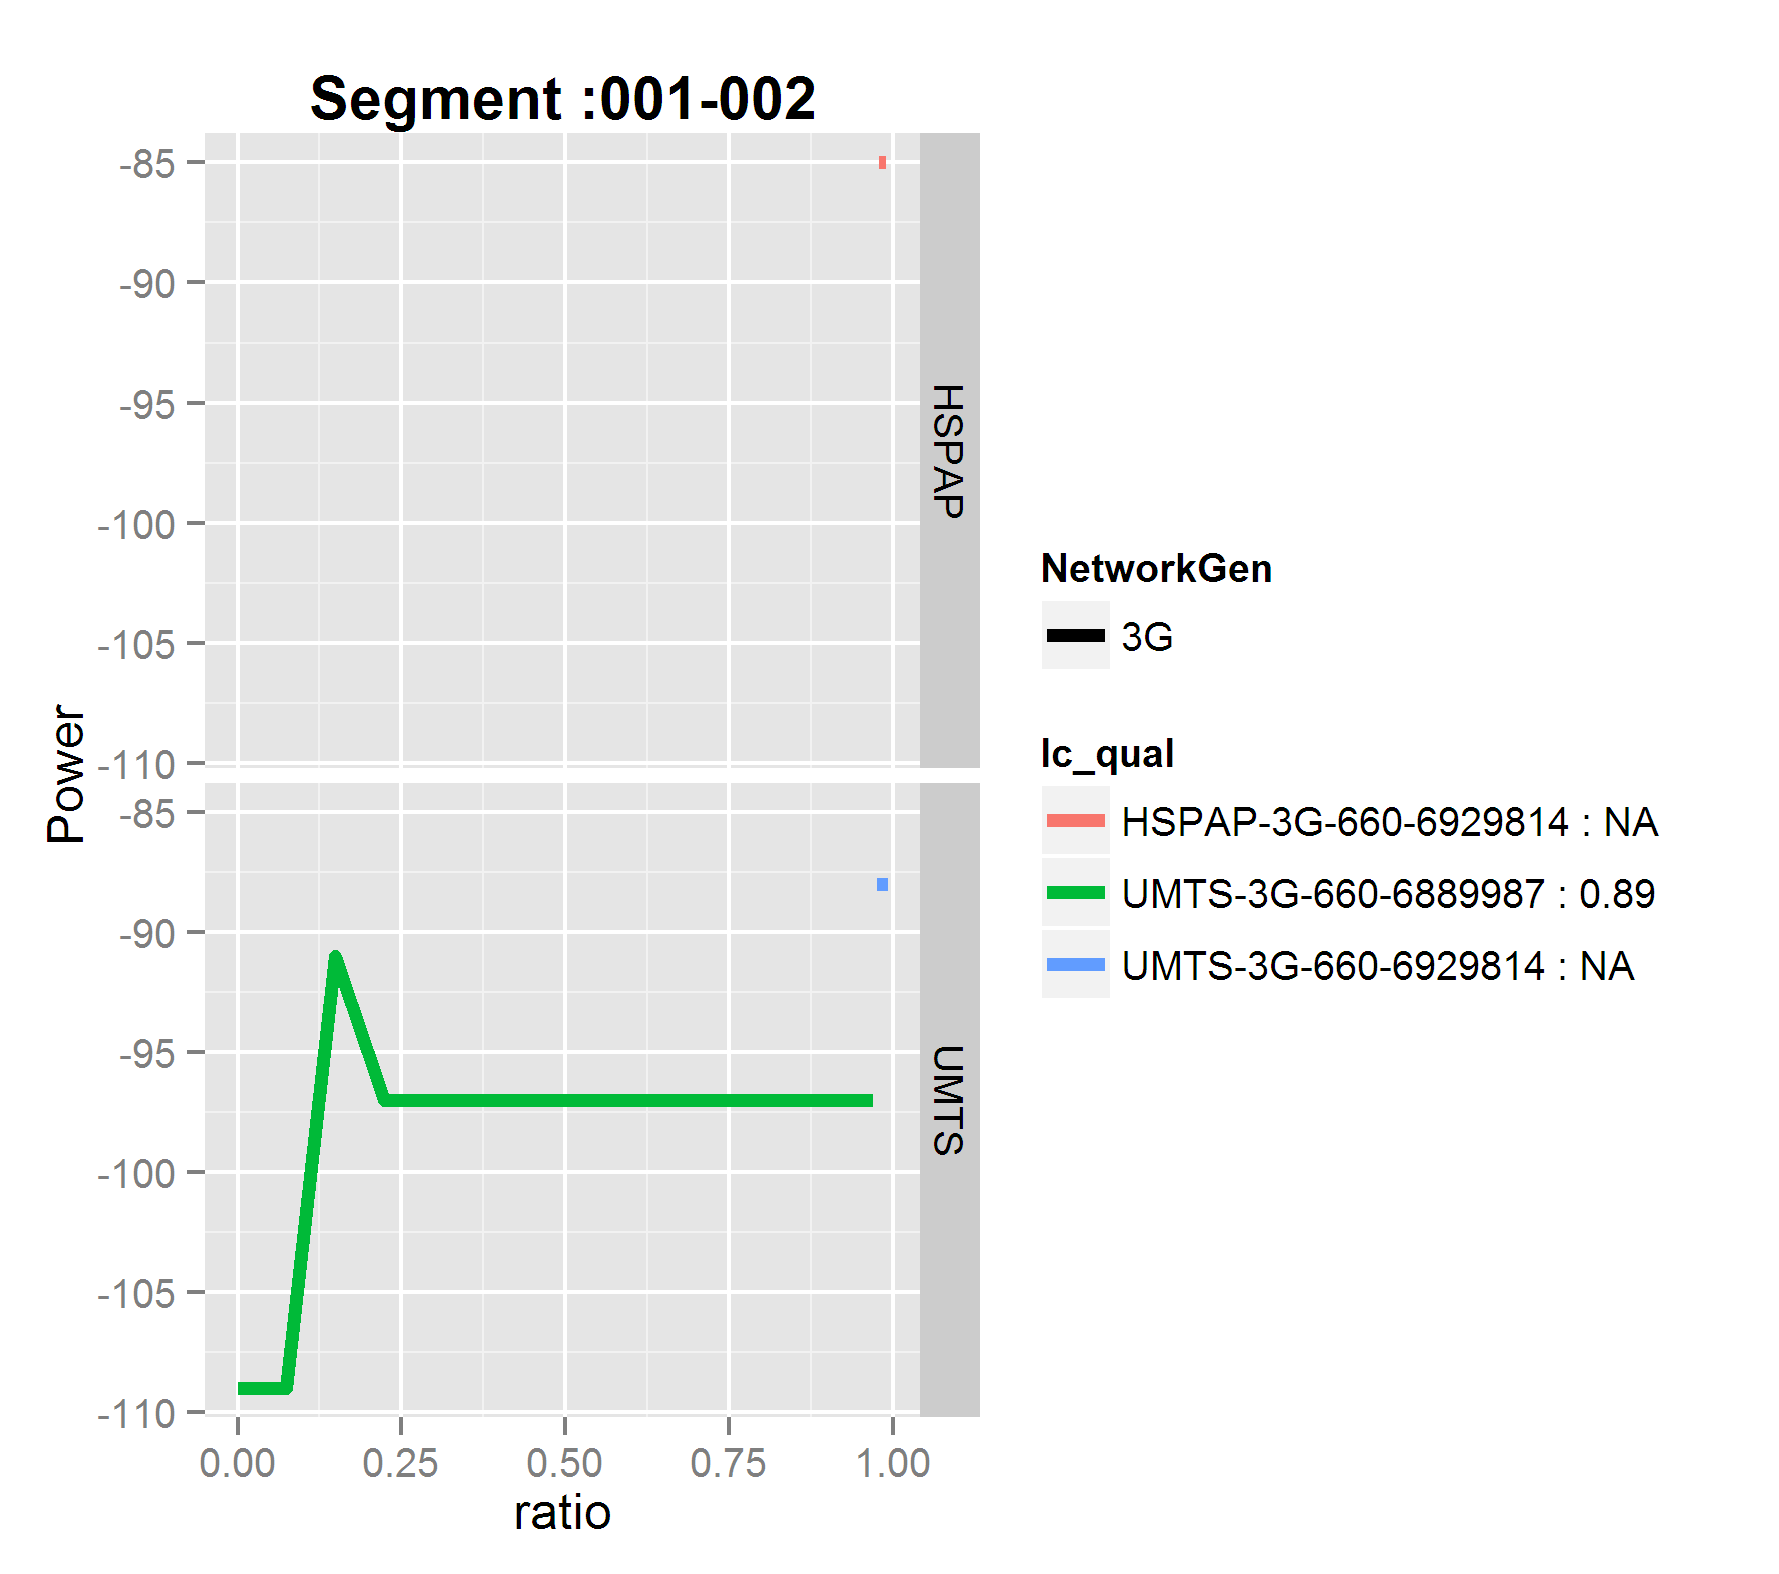 Segment :001-002
Power
-85
-90
-95
-100
-105
-110
HSPAP
-85
-90
-95
-100
-105
-110
UMTS
0.00 0.25 0.50 0.75 1.00
ratio
NetworkGen
3G
lc_qual
HSPAP-3G-660-6929814 : NA
UMTS-3G-660-6889987 : 0.89
UMTS-3G-660-6929814 : NA